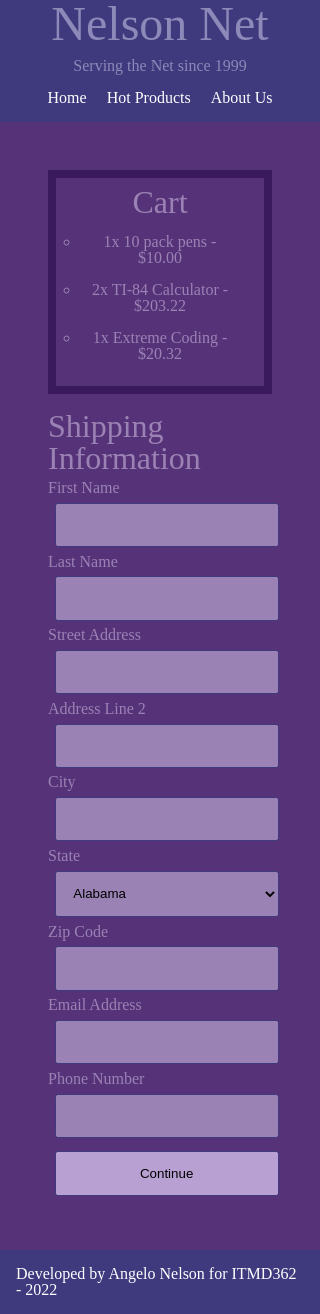 Nelson Net
Serving the Net since 1999
Home Hot Products About Us
Cart
1x 10 pack pens -
$10.00
2x TI-84 Calculator -
$203.22
1x Extreme Coding -
$20.32
Shipping
Information
First Name
Last Name
Street Address
Address Line 2
City
State
Alabama
Zip Code
Email Address
Phone Number
Continue
Developed by Angelo Nelson for ITMD362
- 2022